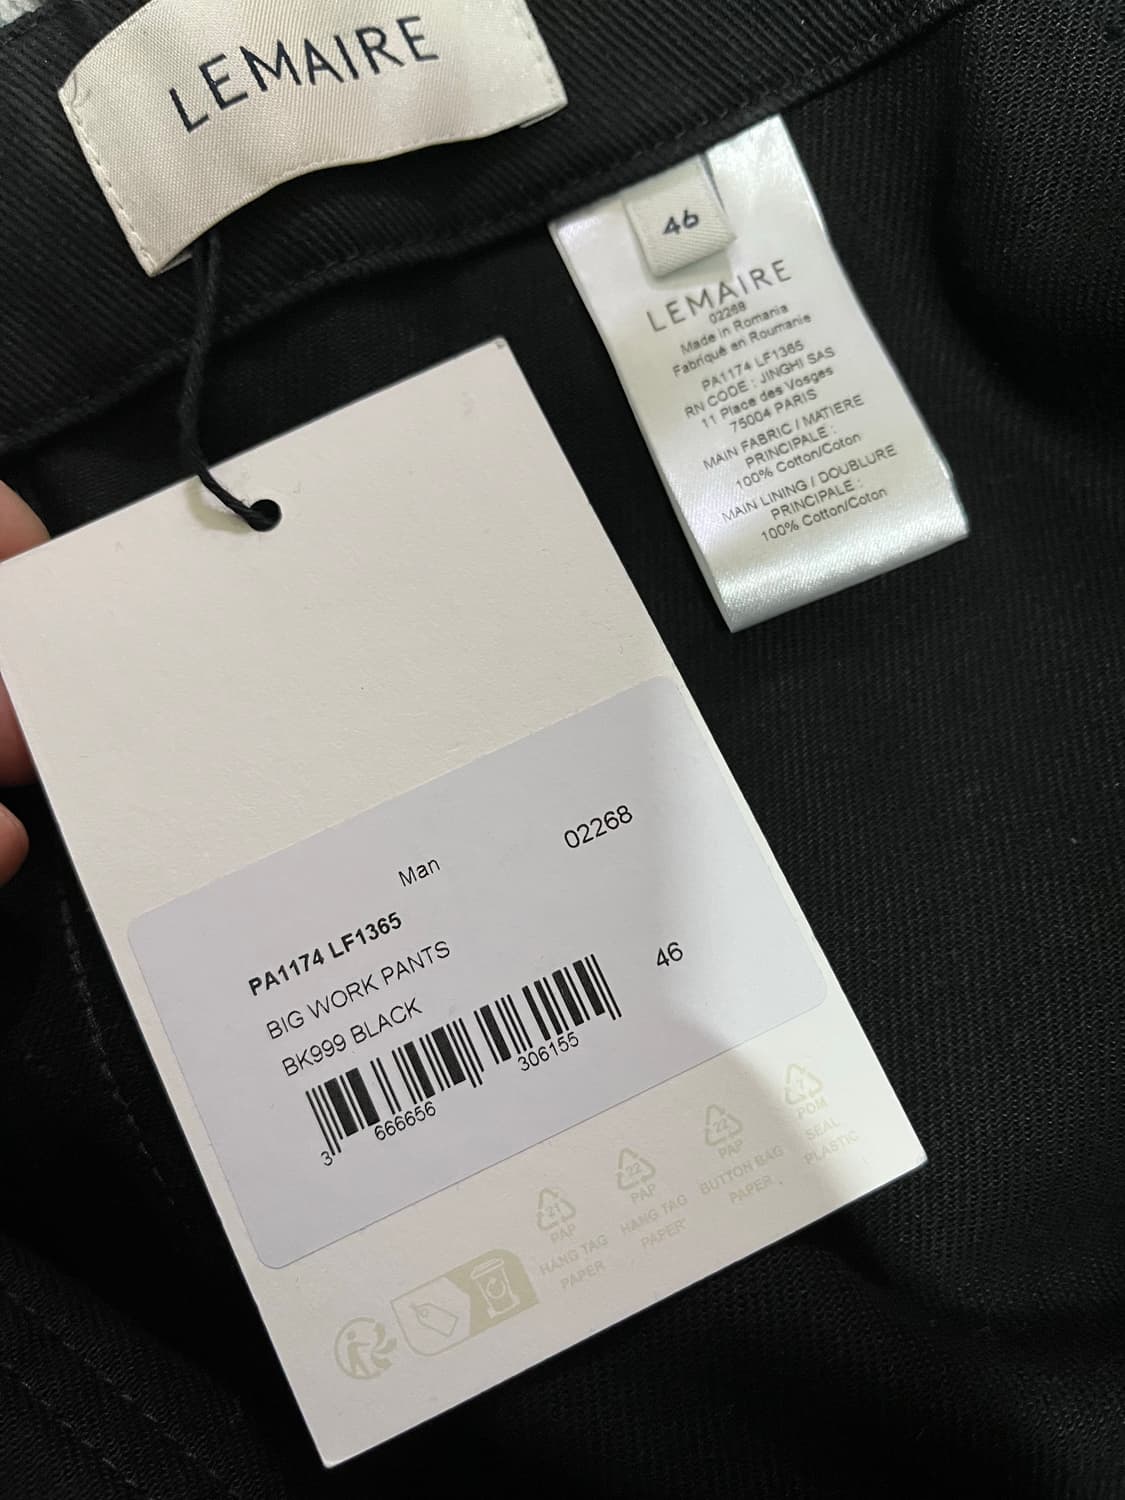 LEMAIRE
46
LEMAIRE
02268
Made in Romania
Fabriqué en Roumanie
PA1174 LF1365
RN CODE : JINGHI SAS
11 Place des Vosges
75004 PARIS
MAIN FABRIC / MATIERE
PRINCIPALE :
100% Cotton/Coton
MAIN LINING / DOUBLURE
PRINCIPALE :
100% Cotton/Coton
Man 02268
PA1174 LF1365
BIG WORK PANTS
BK999 BLACK 46
3 666656 306155
21
PAP
HANG TAG
PAPER
22
PAP
HANG TAG
PAPER
22
PAP
BUTTON BAG
PAPER
7
POM
SEAL
PLASTIC